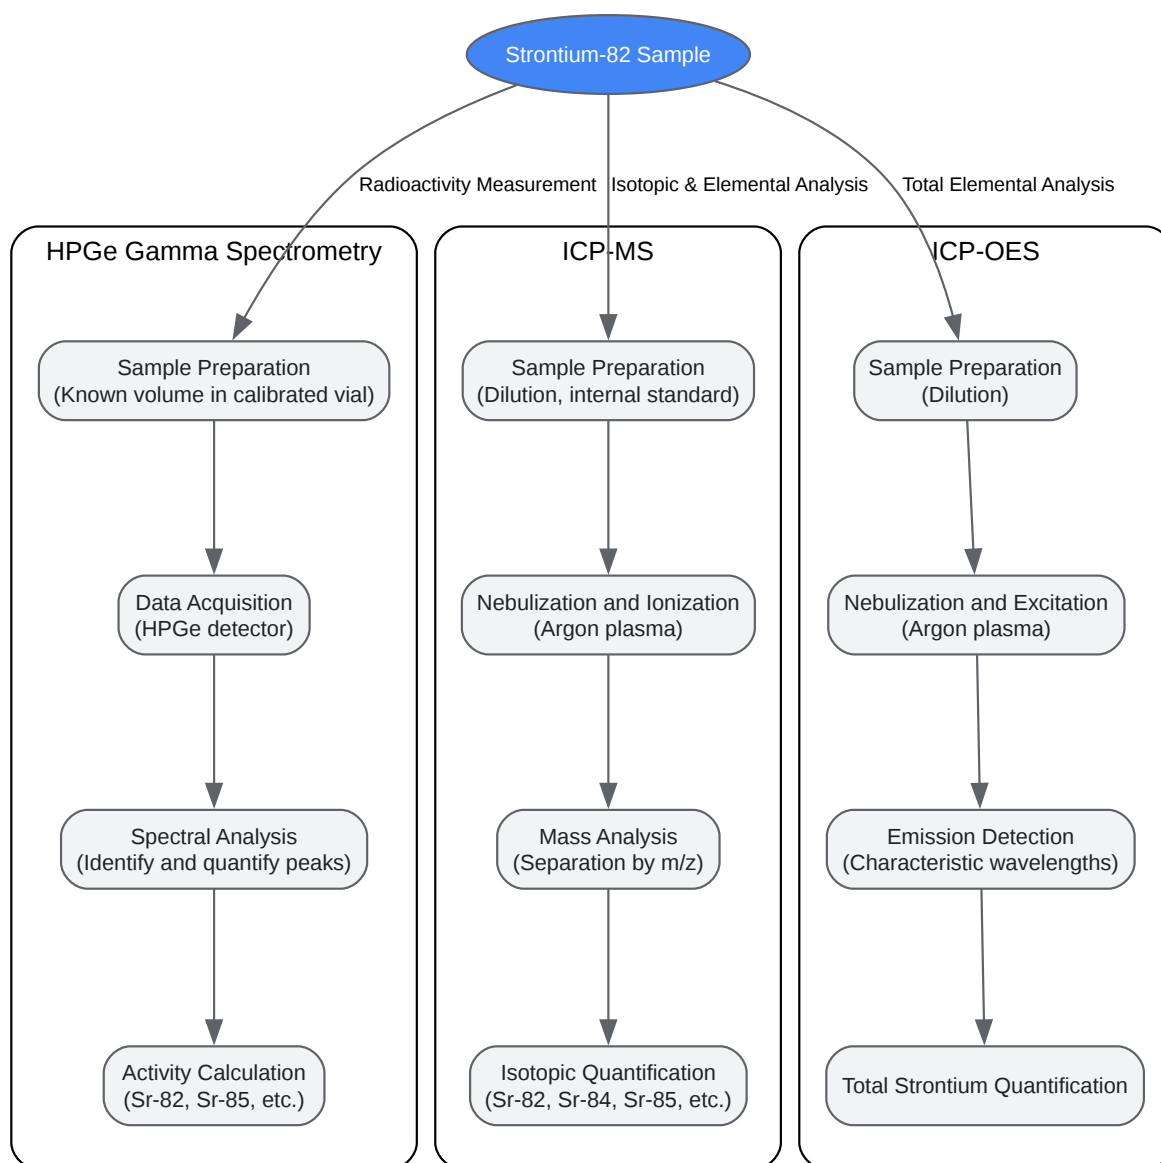 Strontium-82 Sample
Radioactivity Measurement
Isotopic & Elemental Analysis
Total Elemental Analysis
HPGe Gamma Spectrometry
Sample Preparation
(Known volume in calibrated vial)
Data Acquisition
(HPGe detector)
Spectral Analysis
(Identify and quantify peaks)
Activity Calculation
(Sr-82, Sr-85, etc.)
ICP-MS
Sample Preparation
(Dilution, internal standard)
Nebulization and Ionization
(Argon plasma)
Mass Analysis
(Separation by m/z)
Isotopic Quantification
(Sr-82, Sr-84, Sr-85, etc.)
ICP-OES
Sample Preparation
(Dilution)
Nebulization and Excitation
(Argon plasma)
Emission Detection
(Characteristic wavelengths)
Total Strontium Quantification